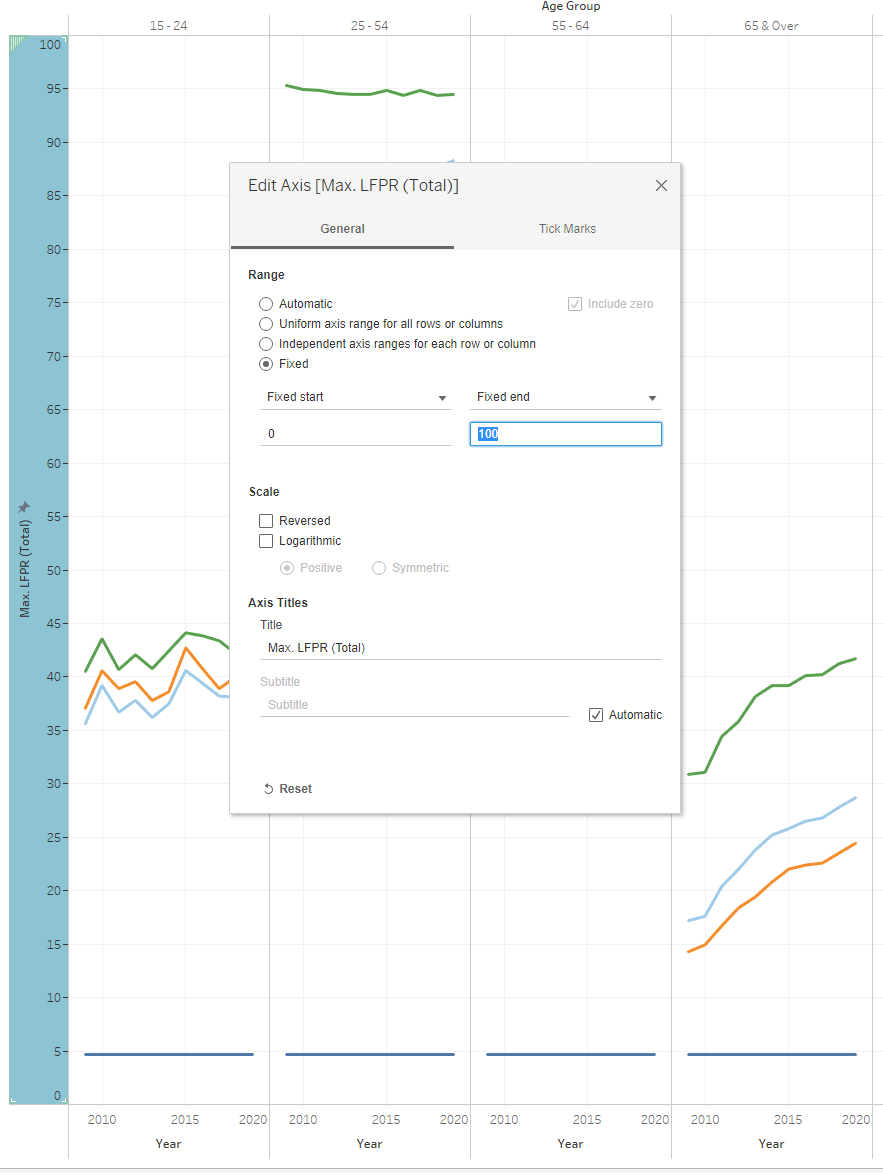 Age Group
15 - 24
25 - 54
55 - 64
65 & Over
100
95
90
85
80
75
70
65
60
55
50
45
40
35
30
25
20
15
10
5
0
Max. LFPR (Total)
Edit Axis [Max. LFPR (Total)]
General
Tick Marks
Range
Automatic
Include zero
Uniform axis range for all rows or columns
Independent axis ranges for each row or column
Fixed
Fixed start
Fixed end
0
100
Scale
Reversed
Logarithmic
Positive
Symmetric
Axis Titles
Title
Max. LFPR (Total)
Subtitle
Subtitle
Automatic
Reset
2010 2015 2020
2010 2015 2020
2010 2015 2020
2010 2015 2020
Year
Year
Year
Year